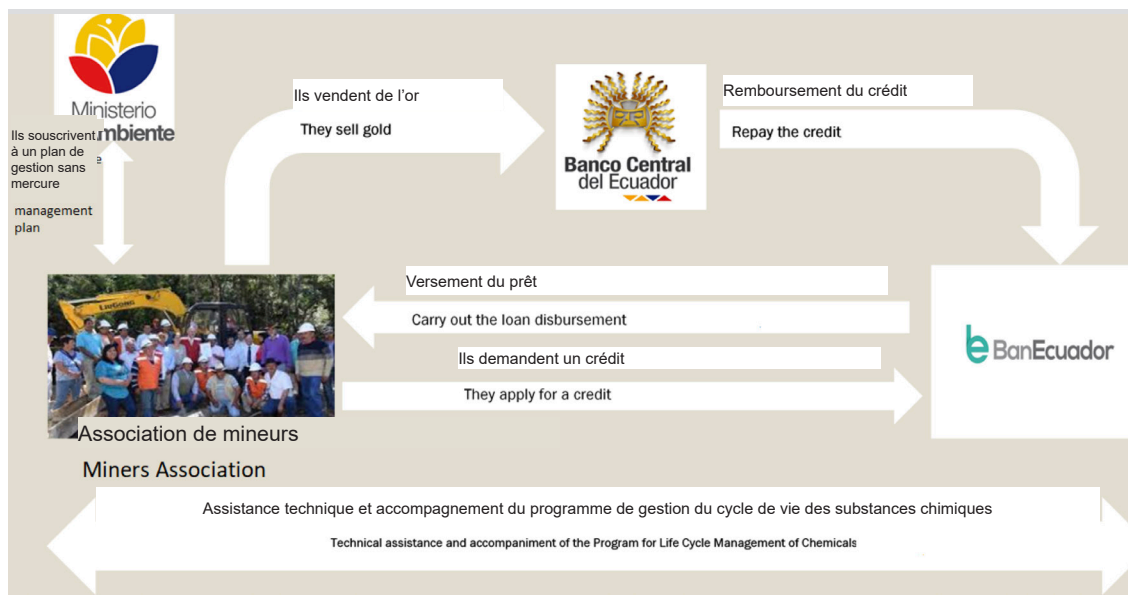 Ministerio
mbiente
e
Ils souscrivent
à un plan de
gestion sans
mercure
management
plan
Ils vendent de l’or
They sell gold
Banco Central
del Ecuador
Remboursement du crédit
Repay the credit
Versement du prêt
Carry out the loan disbursement
Ils demandent un crédit
They apply for a credit
BanEcuador
LIUGONG
Association de mineurs
Miners Association
Assistance technique et accompagnement du programme de gestion du cycle de vie des substances chimiques
Technical assistance and accompaniment of the Program for Life Cycle Management of Chemicals